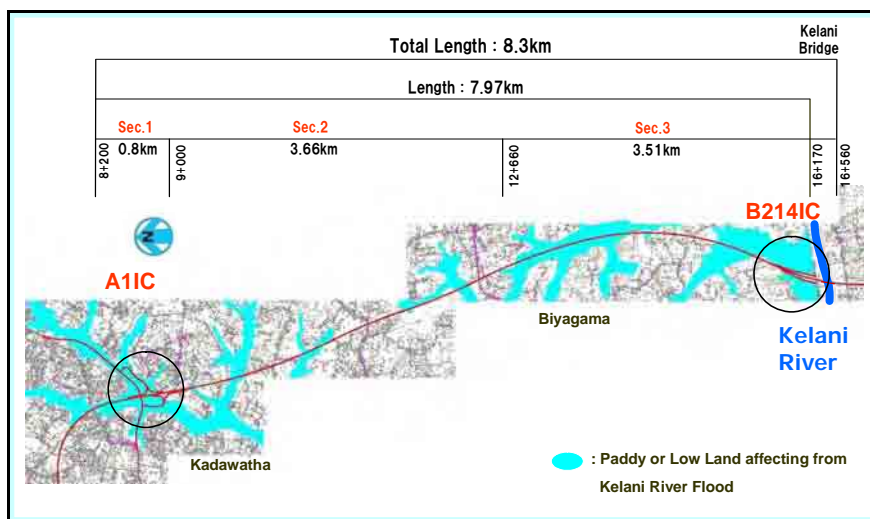 Total Length : 8.3km
Kelani
Bridge
Length : 7.97km
Sec.1
Sec.2
Sec.3
0.8km
3.66km
3.51km
8+200
9+000
12+660
16+170
16+560
N
A1IC
B214IC
Biyagama
Kelani
River
Kadawatha
: Paddy or Low Land affecting from
Kelani River Flood